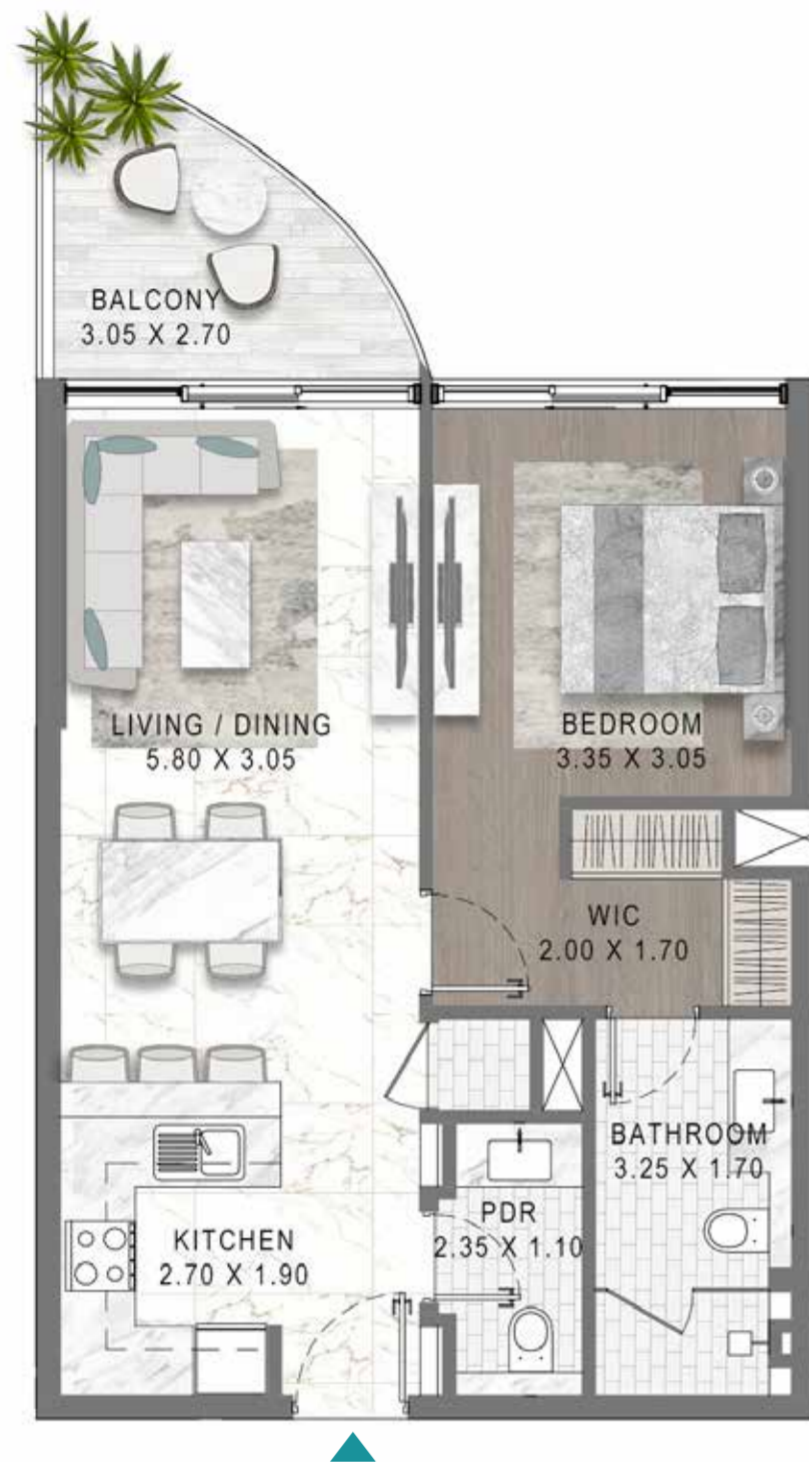 BALCONY
3.05 X 2.70
LIVING / DINING
5.80 X 3.05
BEDROOM
3.35 X 3.05
WIC
2.00 X 1.70
BATHROOM
3.25 X 1.70
PDR
2.35 X 1.10
KITCHEN
2.70 X 1.90